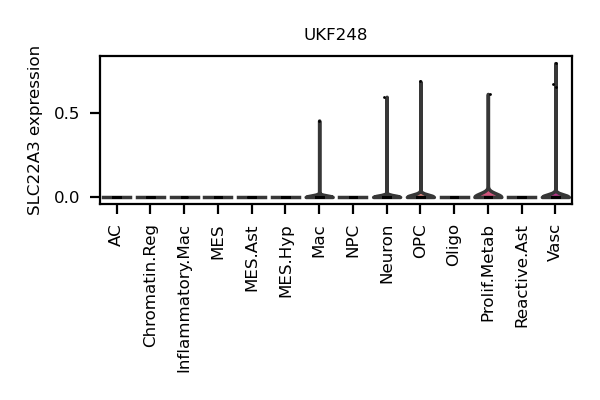 UKF248
SLC22A3 expression
0.5
0.0
AC
Chromatin.Reg
Inflammatory.Mac
MES
MES.Ast
MES.Hyp
Mac
NPC
Neuron
OPC
Oligo
Prolif.Metab
Reactive.Ast
Vasc